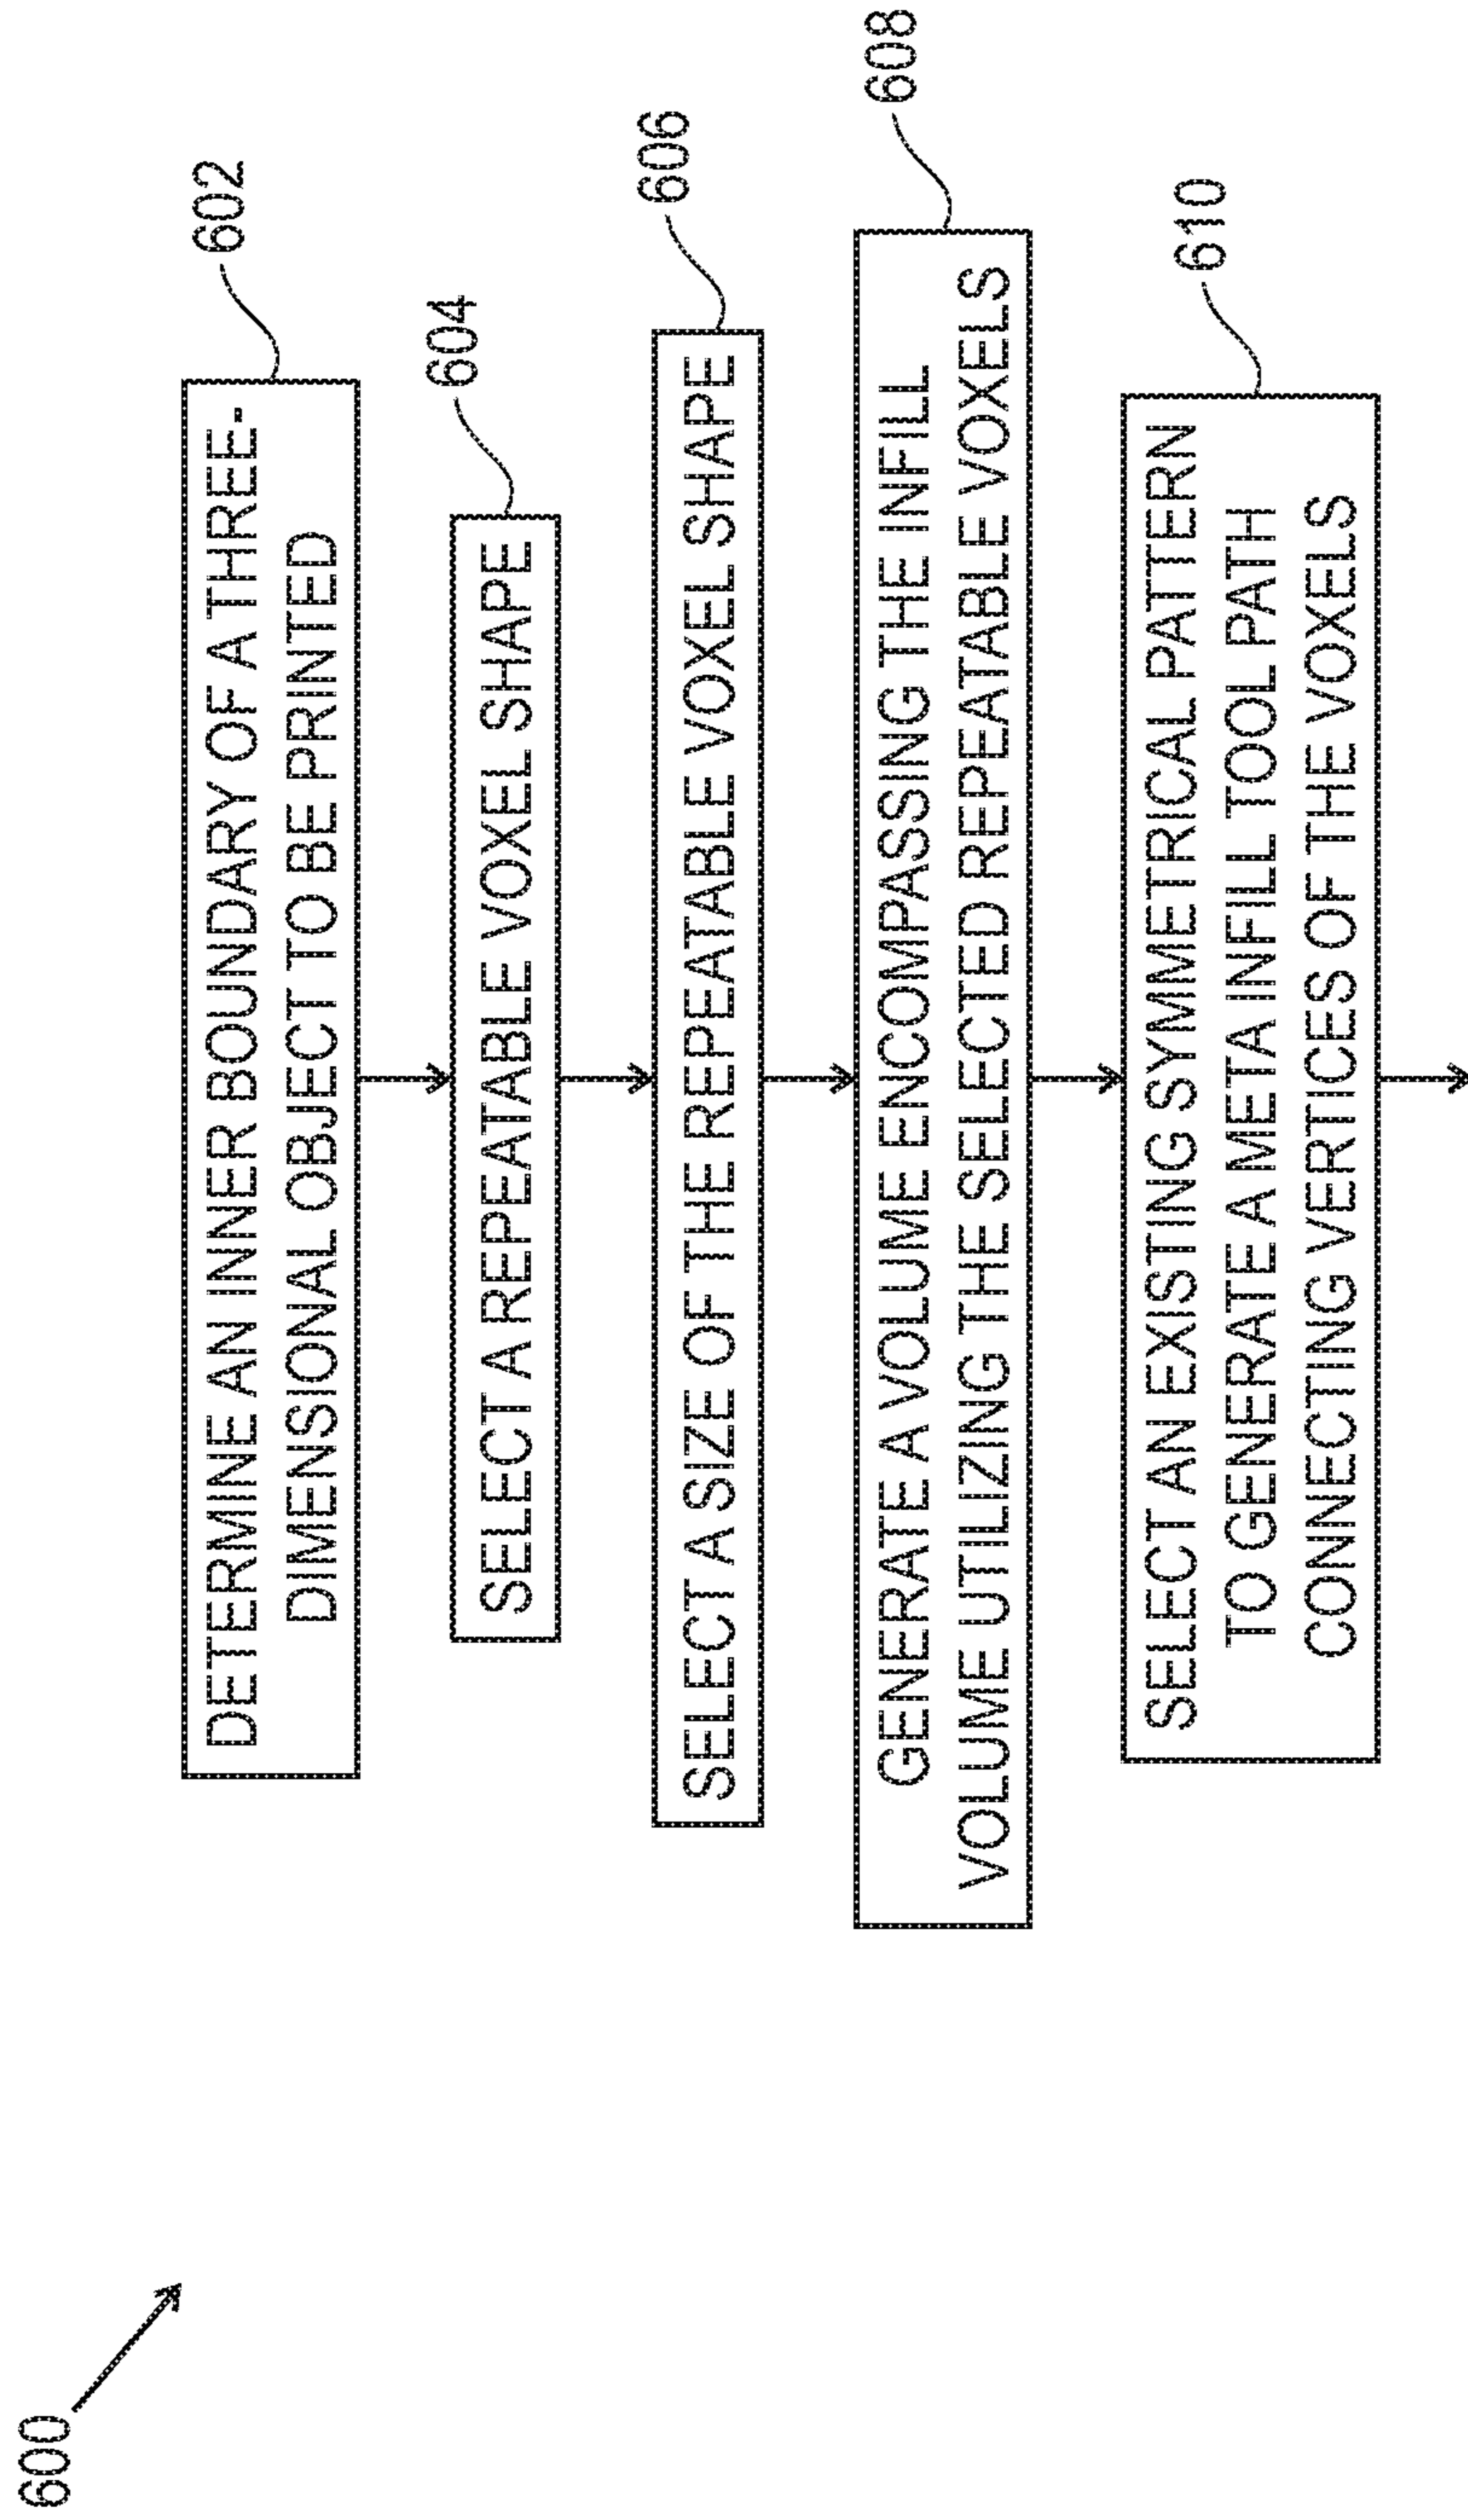 600
DETERMINE AN INNER BOUNDARY OF A THREE-
DIMENSIONAL OBJECT TO BE PRINTED
602
SELECT A REPEATABLE VOXEL SHAPE
604
SELECT A SIZE OF THE REPEATABLE VOXEL SHAPE
606
GENERATE A VOLUME ENCOMPASSING THE INFILL
VOLUME UTILIZING THE SELECTED REPEATABLE VOXELS
608
SELECT AN EXISTING SYMMETRICAL PATTERN
TO GENERATE A META INFILL TOOL PATH
CONNECTING VERTICES OF THE VOXELS
610